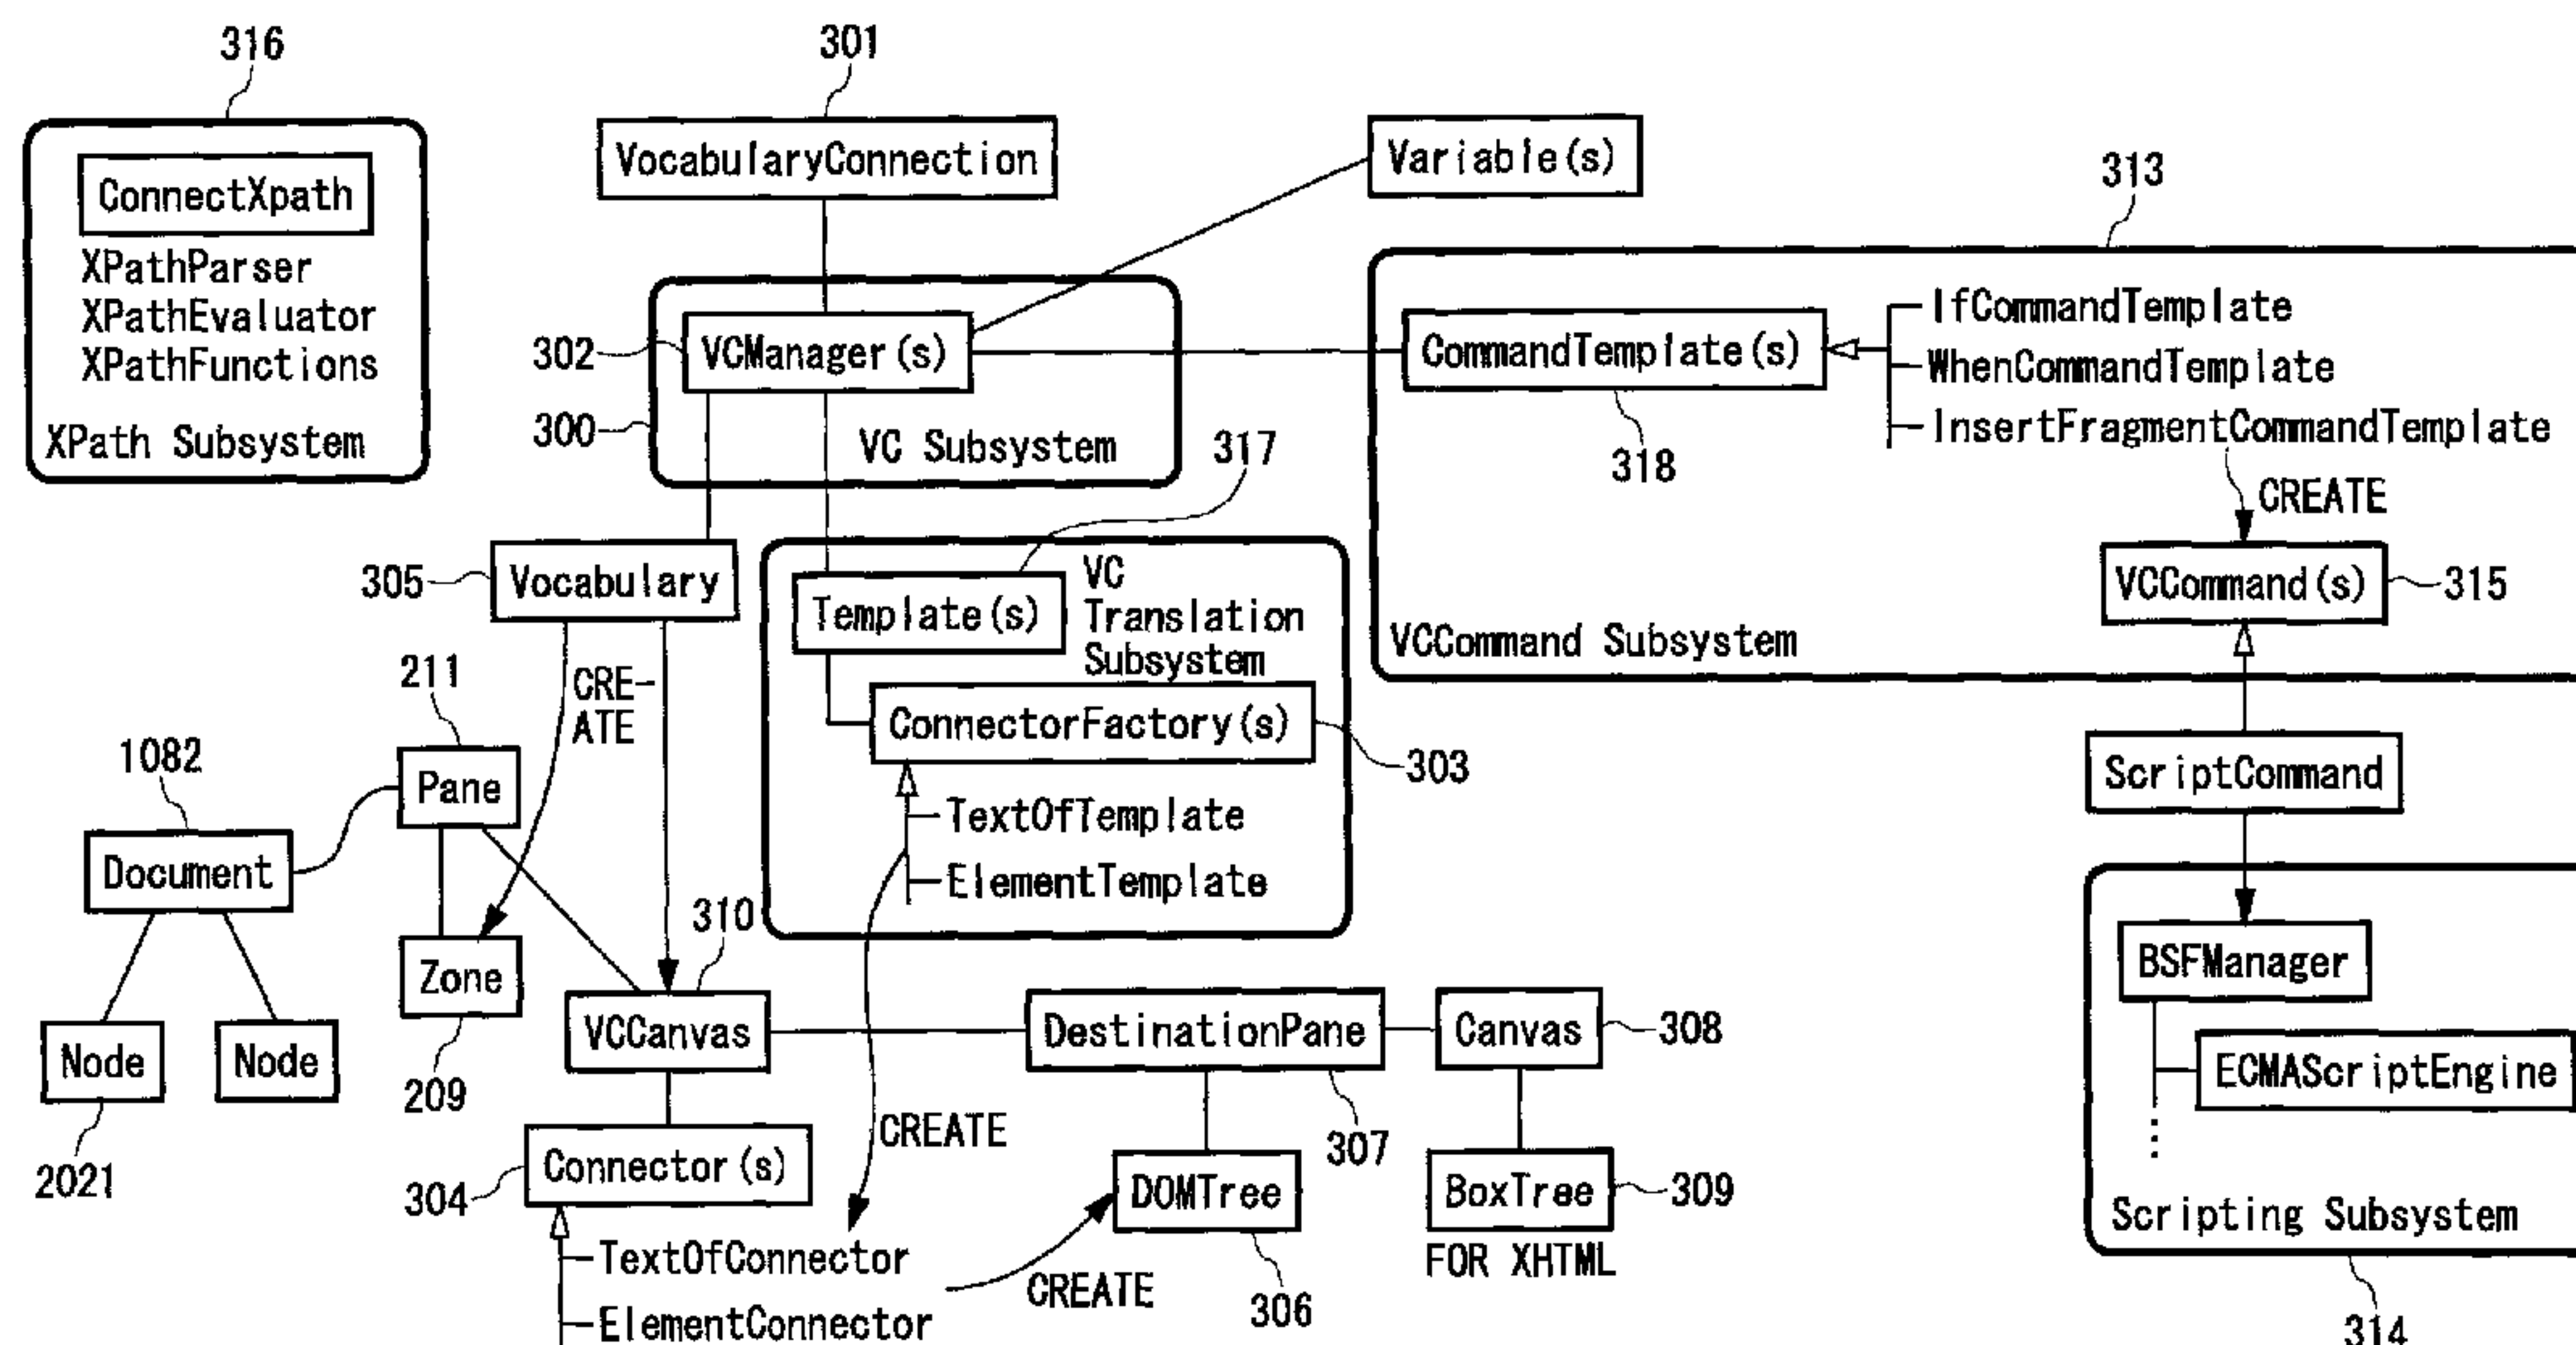 316
301
ConnectXpath
XPathParser
XPathEvaluator
XPathFunctions
XPath Subsystem
VocabularyConnection
Variable(s)
313
302
VCManager(s)
300
VC Subsystem
317
CommandTemplate(s)
318
IfCommandTemplate
WhenCommandTemplate
InsertFragmentCommandTemplate
CREATE
VCCommand(s)
315
VCCommand Subsystem
305
Vocabulary
CRE-
ATE
Template(s)
VC
Translation
Subsystem
ConnectorFactory(s)
303
TextOfTemplate
ElementTemplate
ScriptCommand
211
Pane
1082
Document
Node
Node
2021
Zone
209
310
VCCanvas
DestinationPane
307
Canvas
308
BSFManager
ECMAScriptEngine
Scripting Subsystem
314
304
Connector(s)
CREATE
TextOfConnector
ElementConnector
CREATE
DOMTree
306
BoxTree
309
FOR XHTML